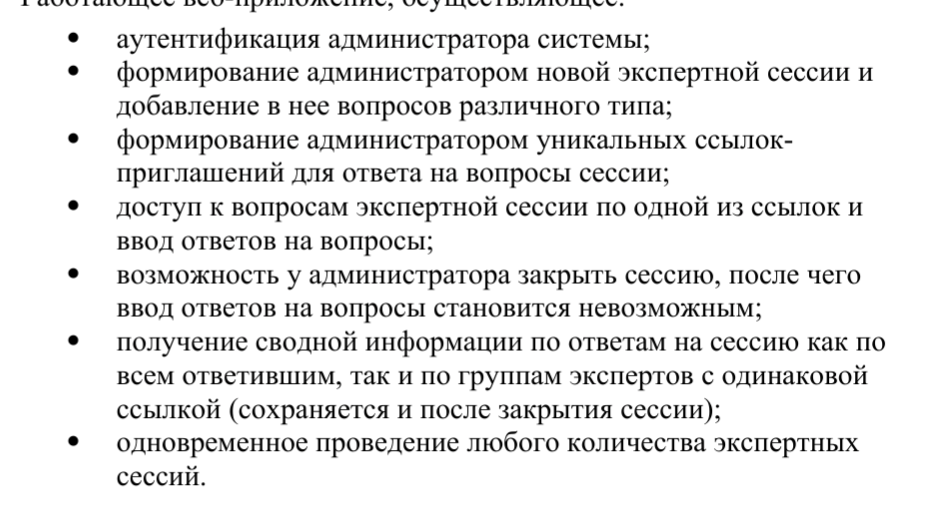 Работающее веб-приложение, осуществляющее:
• аутентификация администратора системы;
• формирование администратором новой экспертной сессии и
добавление в нее вопросов различного типа;
• формирование администратором уникальных ссылок-
приглашений для ответа на вопросы сессии;
• доступ к вопросам экспертной сессии по одной из ссылок и
ввод ответов на вопросы;
• возможность у администратора закрыть сессию, после чего
ввод ответов на вопросы становится невозможным;
• получение сводной информации по ответам на сессию как по
всем ответившим, так и по группам экспертов с одинаковой
ссылкой (сохраняется и после закрытия сессии);
• одновременное проведение любого количества экспертных
сессий.